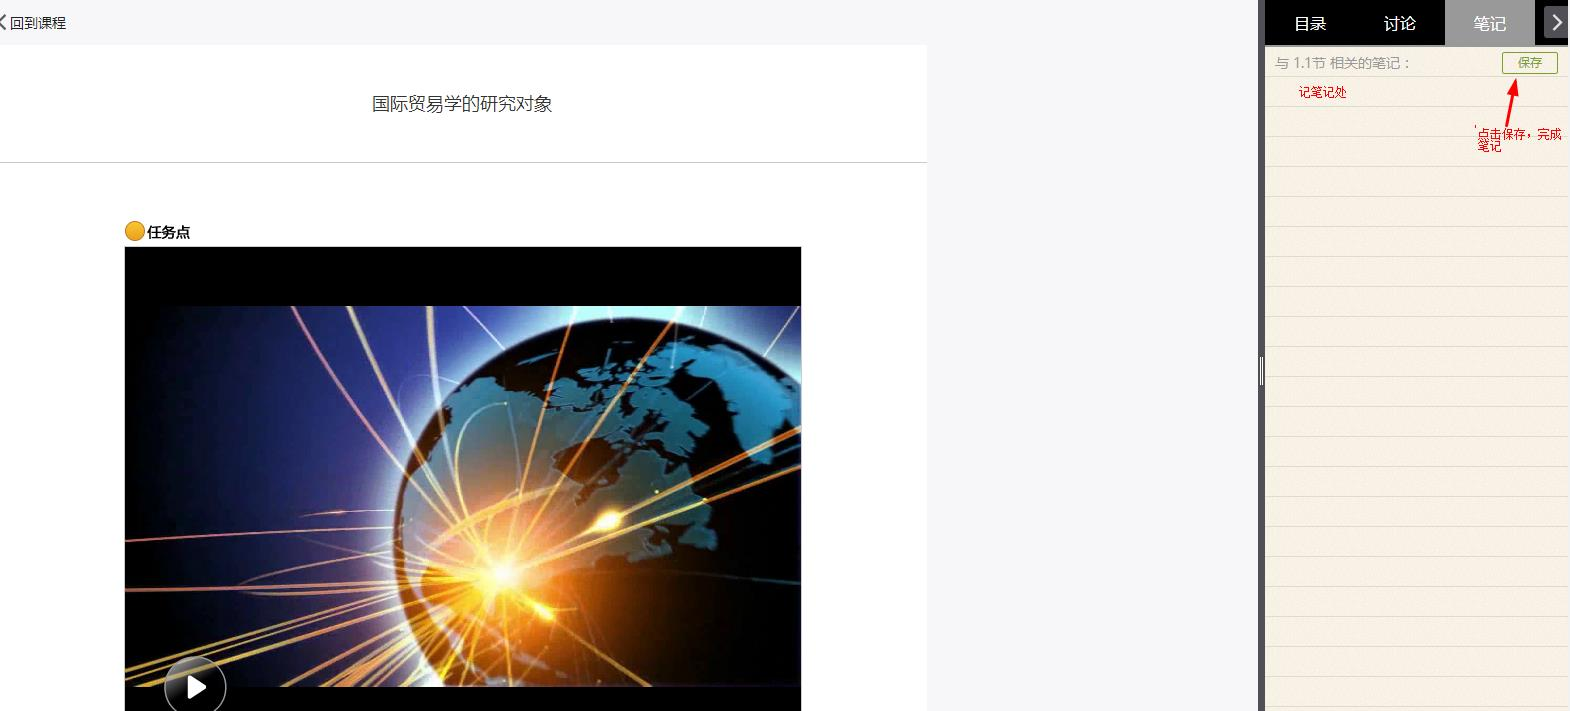 回到课程
目录 讨论 笔记
国际贸易学的研究对象
任务点
与 1.1节 相关的笔记：
保存
记笔记处
点击保存，完成
笔记